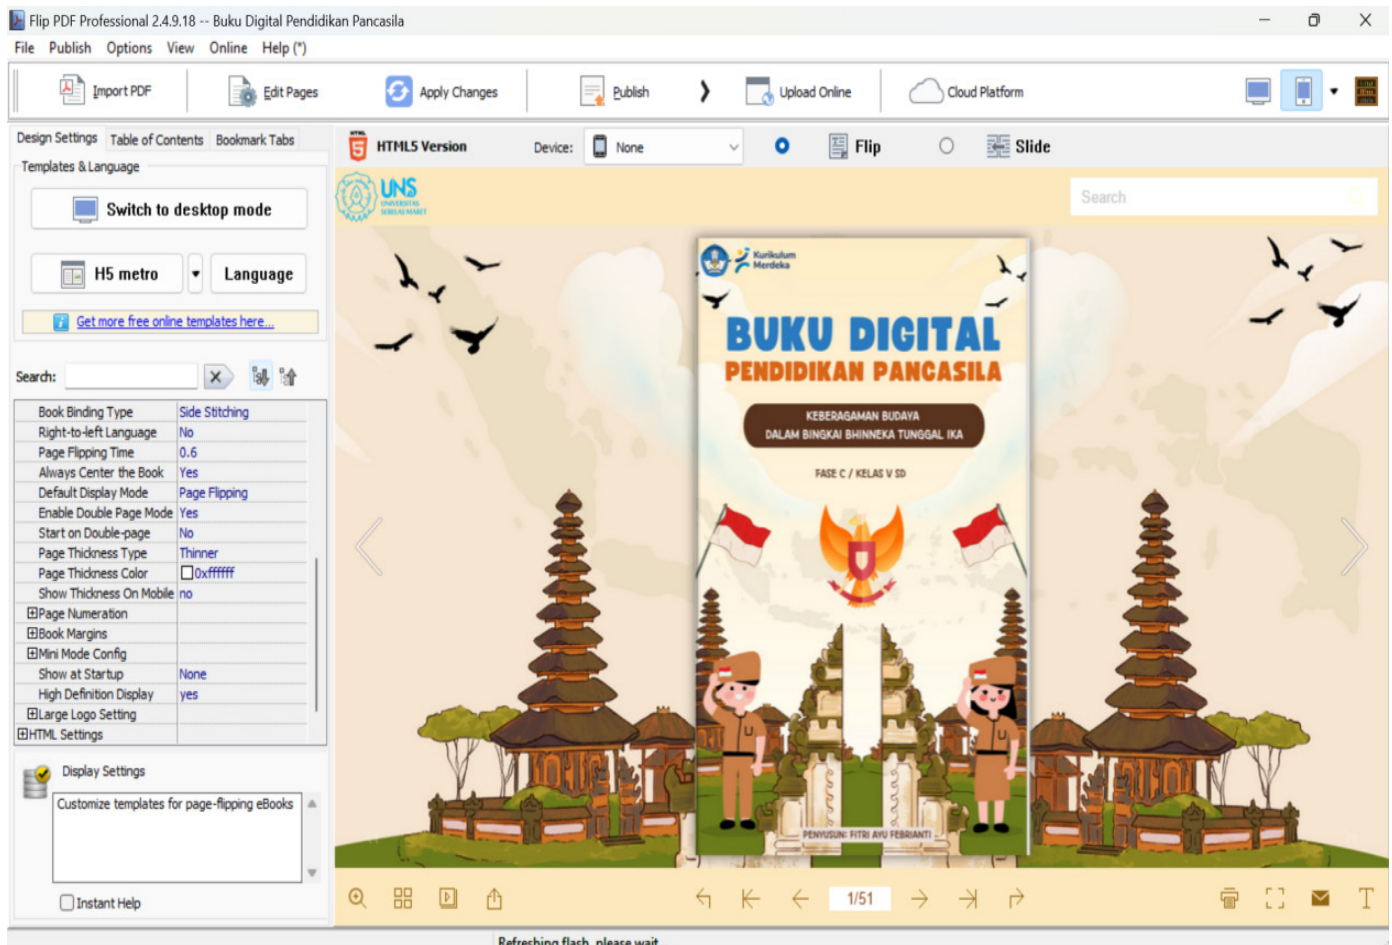 Flip PDF Professional 2.4.9.18 -- Buku Digital Pendidikan Pancasila
File Publish Options View Online Help (*)
Import PDF Edit Pages Apply Changes Publish Upload Online Cloud Platform
Design Settings Table of Contents Bookmark Tabs
Templates & Language
Switch to desktop mode
H5 metro Language
Get more free online templates here...
Search:
Book Binding Type Side Stitching
Right-to-left Language No
Page Flipping Time 0.6
Always Center the Book Yes
Default Display Mode Page Flipping
Enable Double Page Mode Yes
Start on Double-page No
Page Thickness Type Thinner
Page Thickness Color 0xffffff
Show Thickness On Mobile no
Page Numeration
Book Margins
Mini Mode Config
Show at Startup None
High Definition Display yes
Large Logo Setting
HTML Settings
Display Settings
Customize templates for page-flipping eBooks
Instant Help
HTML 5 HTML5 Version Device: None Flip Slide
UNS
UNIVERSITAS
SEBELAS MARET
Search
Kurikulum
Merdeka
BUKU DIGITAL
PENDIDIKAN PANCASILA
KEBERAGAMAN BUDAYA
DALAM BINGKAI BHINNEKA TUNGGAL IKA
FASE C / KELAS V SD
PENYUSUN: FITRI AYU FEBRIANTI
1/51
Refreshing flash, please wait